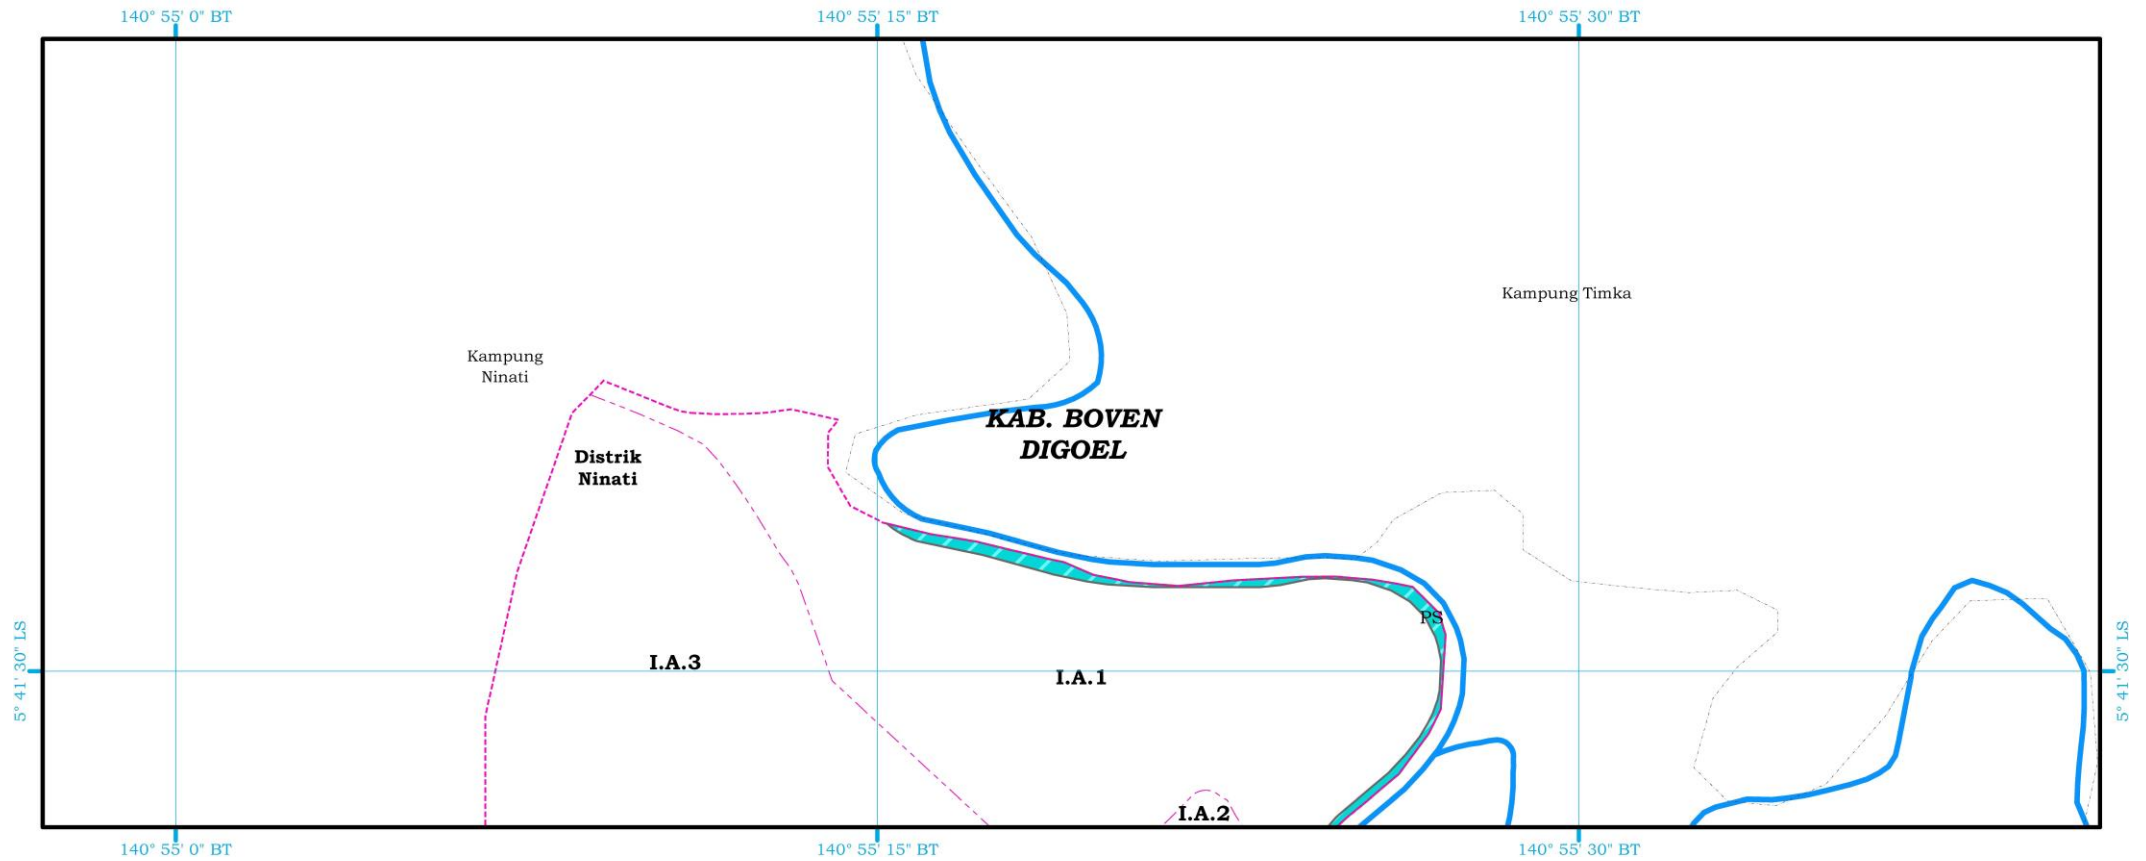 140° 55' 0" BT
140° 55' 15" BT
140° 55' 30" BT
Kampung Timka
Kampung
Ninati
KAB. BOVEN
DIGOEL
Distrik
Ninati
PS
5° 41' 30" LS
I.A.3
I.A.1
5° 41' 30" LS
I.A.2
140° 55' 0" BT
140° 55' 15" BT
140° 55' 30" BT